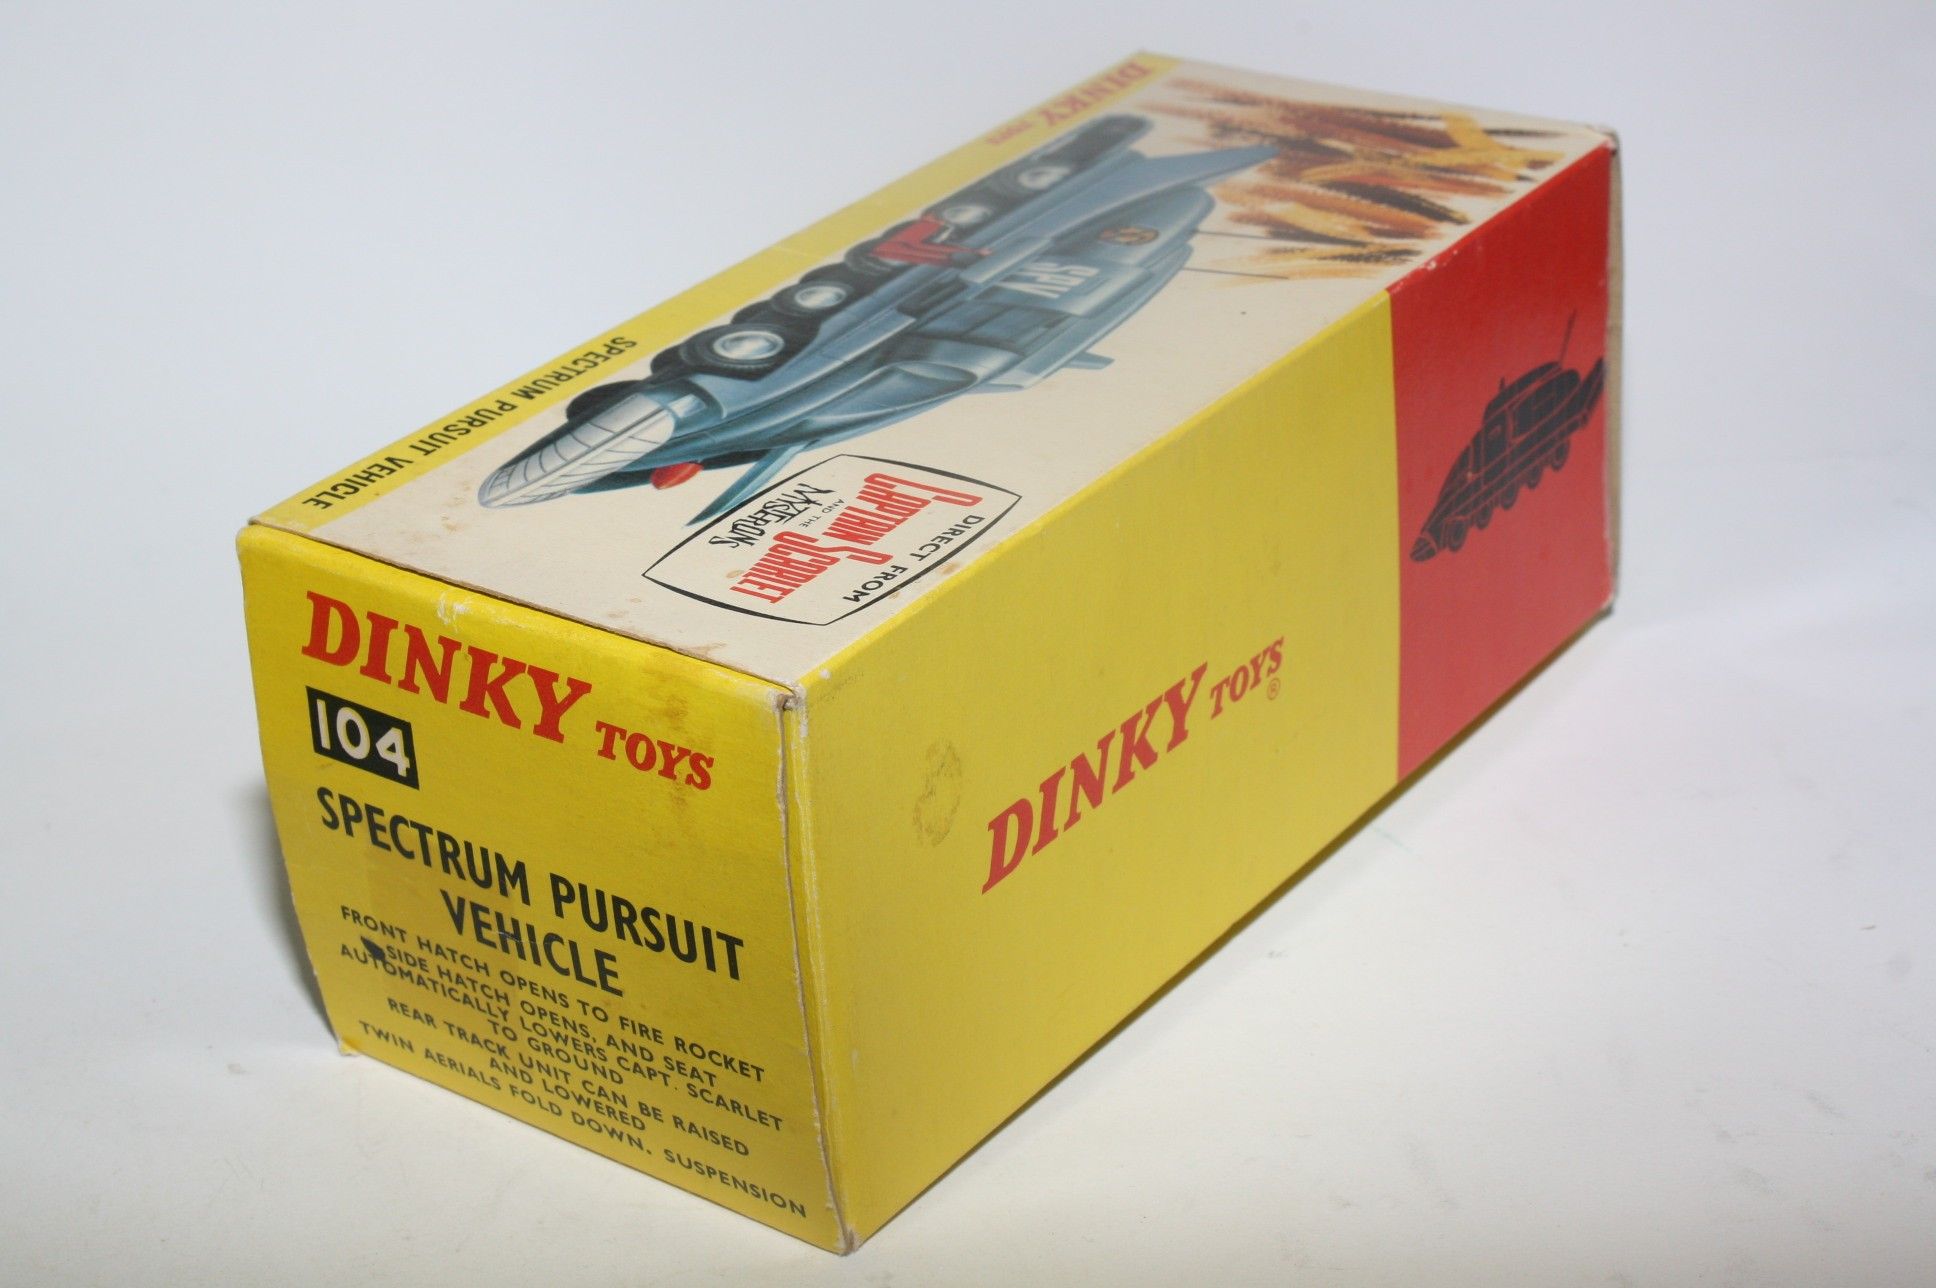 DINKY TOYS
SPECTRUM PURSUIT VEHICLE
SPV
DIRECT FROM
CAPTAIN SCARLET
AND THE
MYSTERONS
DINKY TOYS
104
SPECTRUM PURSUIT
VEHICLE
FRONT HATCH OPENS TO FIRE ROCKET
SIDE HATCH OPENS, AND SEAT
AUTOMATICALLY LOWERS CAPT. SCARLET
TO GROUND
REAR TRACK UNIT CAN BE RAISED
AND LOWERED
TWIN AERIALS FOLD DOWN. SUSPENSION
DINKY TOYS®